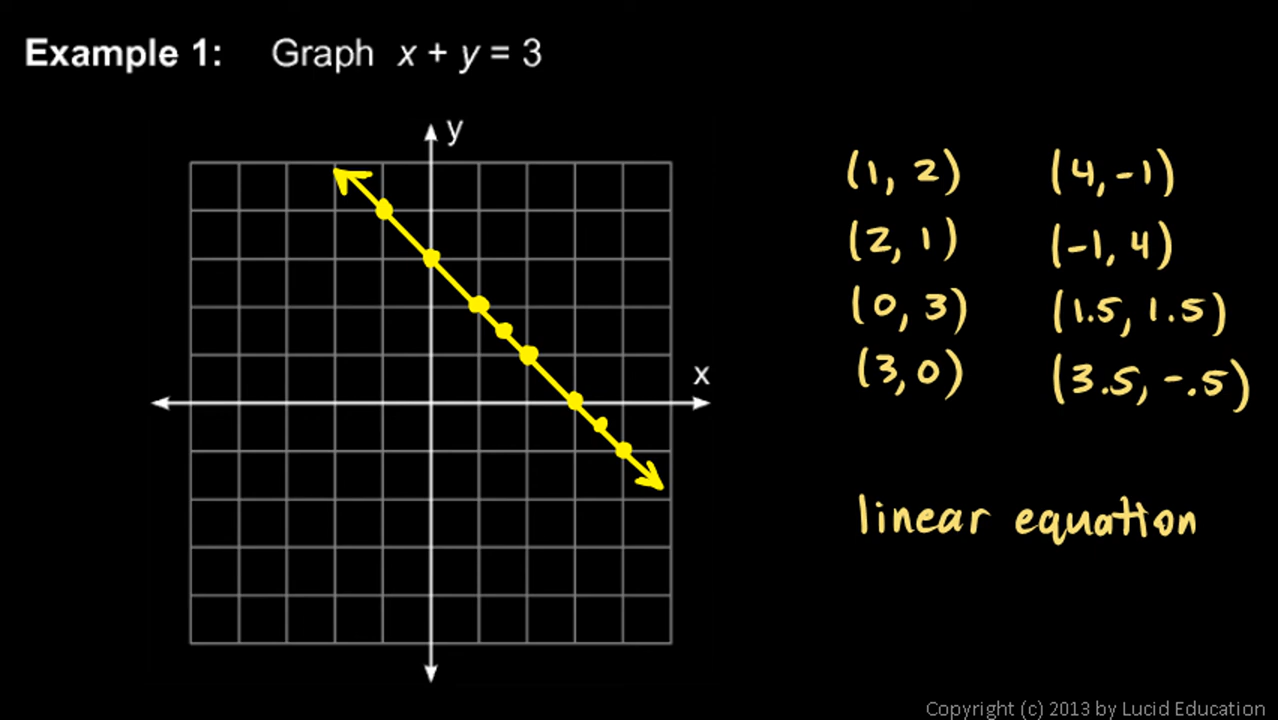 Example 1: Graph x + y = 3
y
x
(1, 2) (4, -1)
(2, 1) (-1, 4)
(0, 3) (1.5, 1.5)
(3, 0) (3.5, -.5)
linear equation
Copyright (c) 2013 by Lucid Education